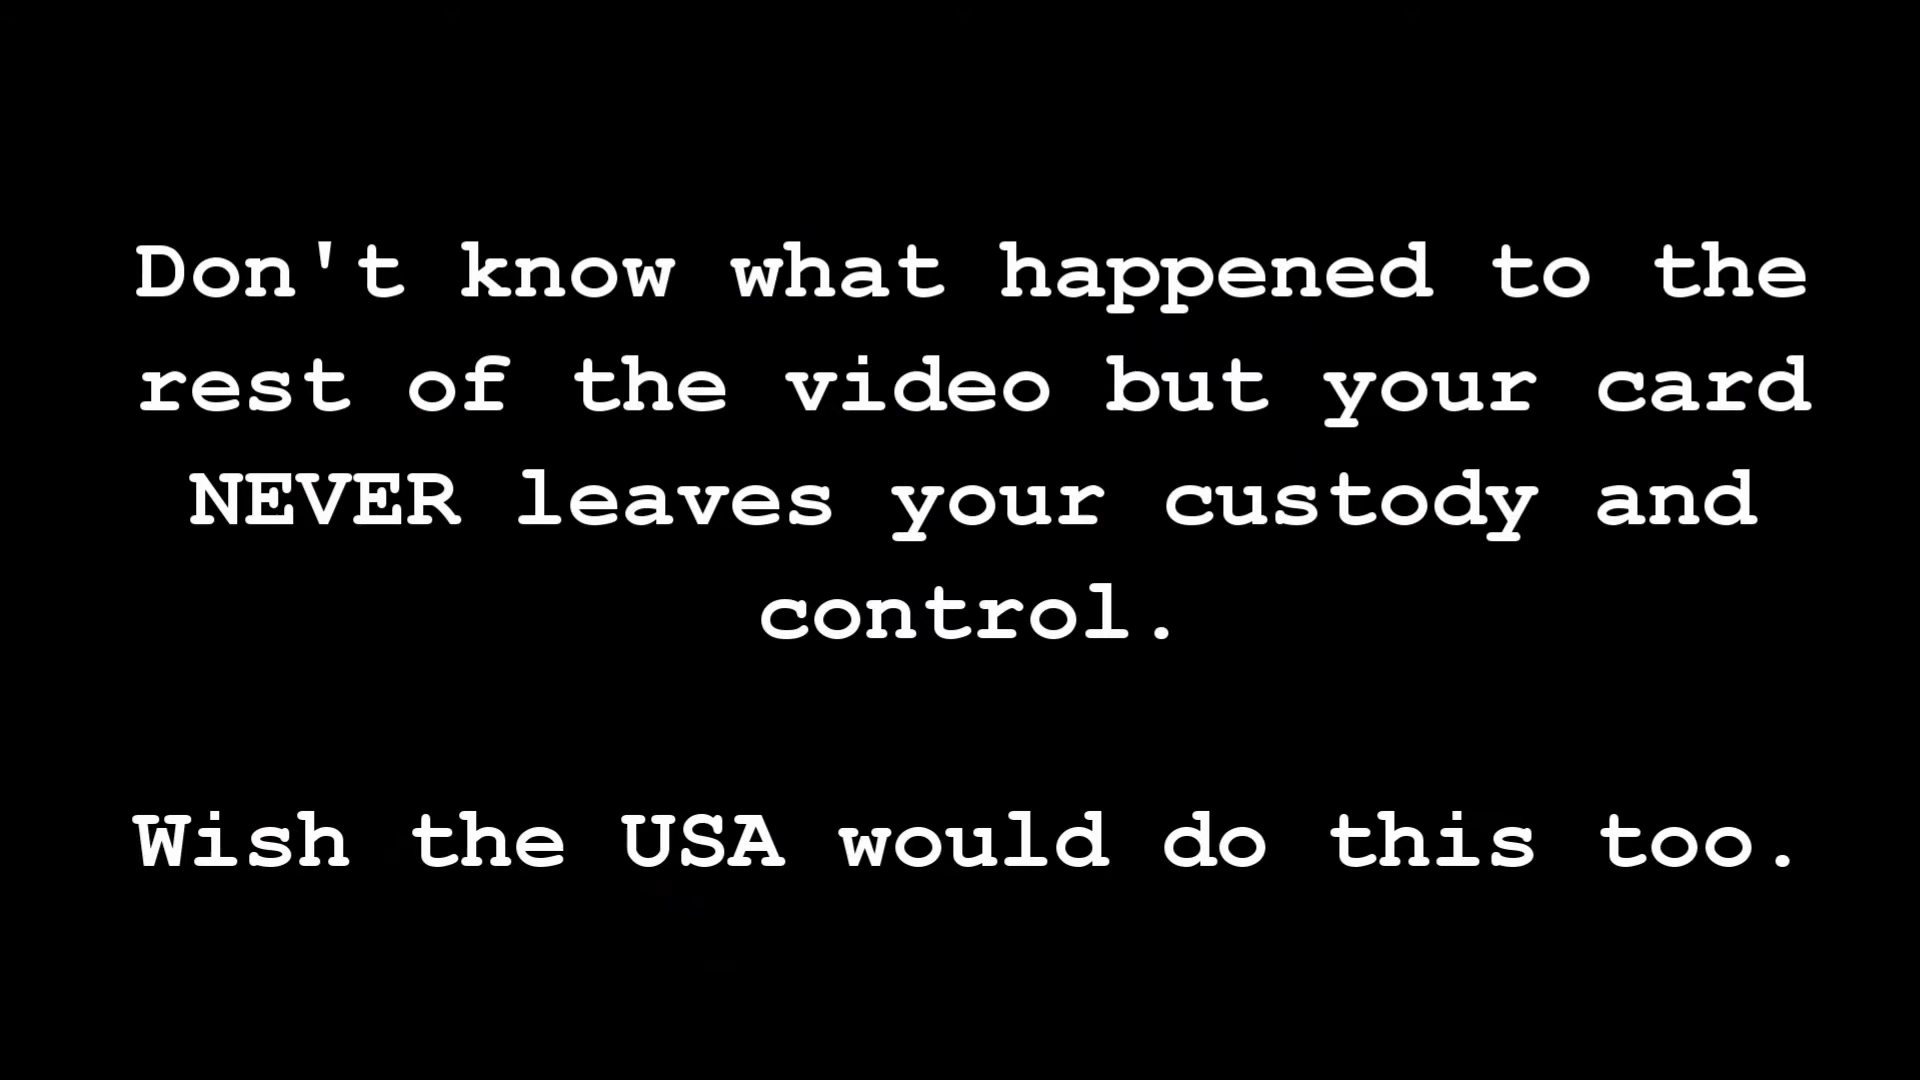 Don't know what happened to the
rest of the video but your card
NEVER leaves your custody and
control.
Wish the USA would do this too.